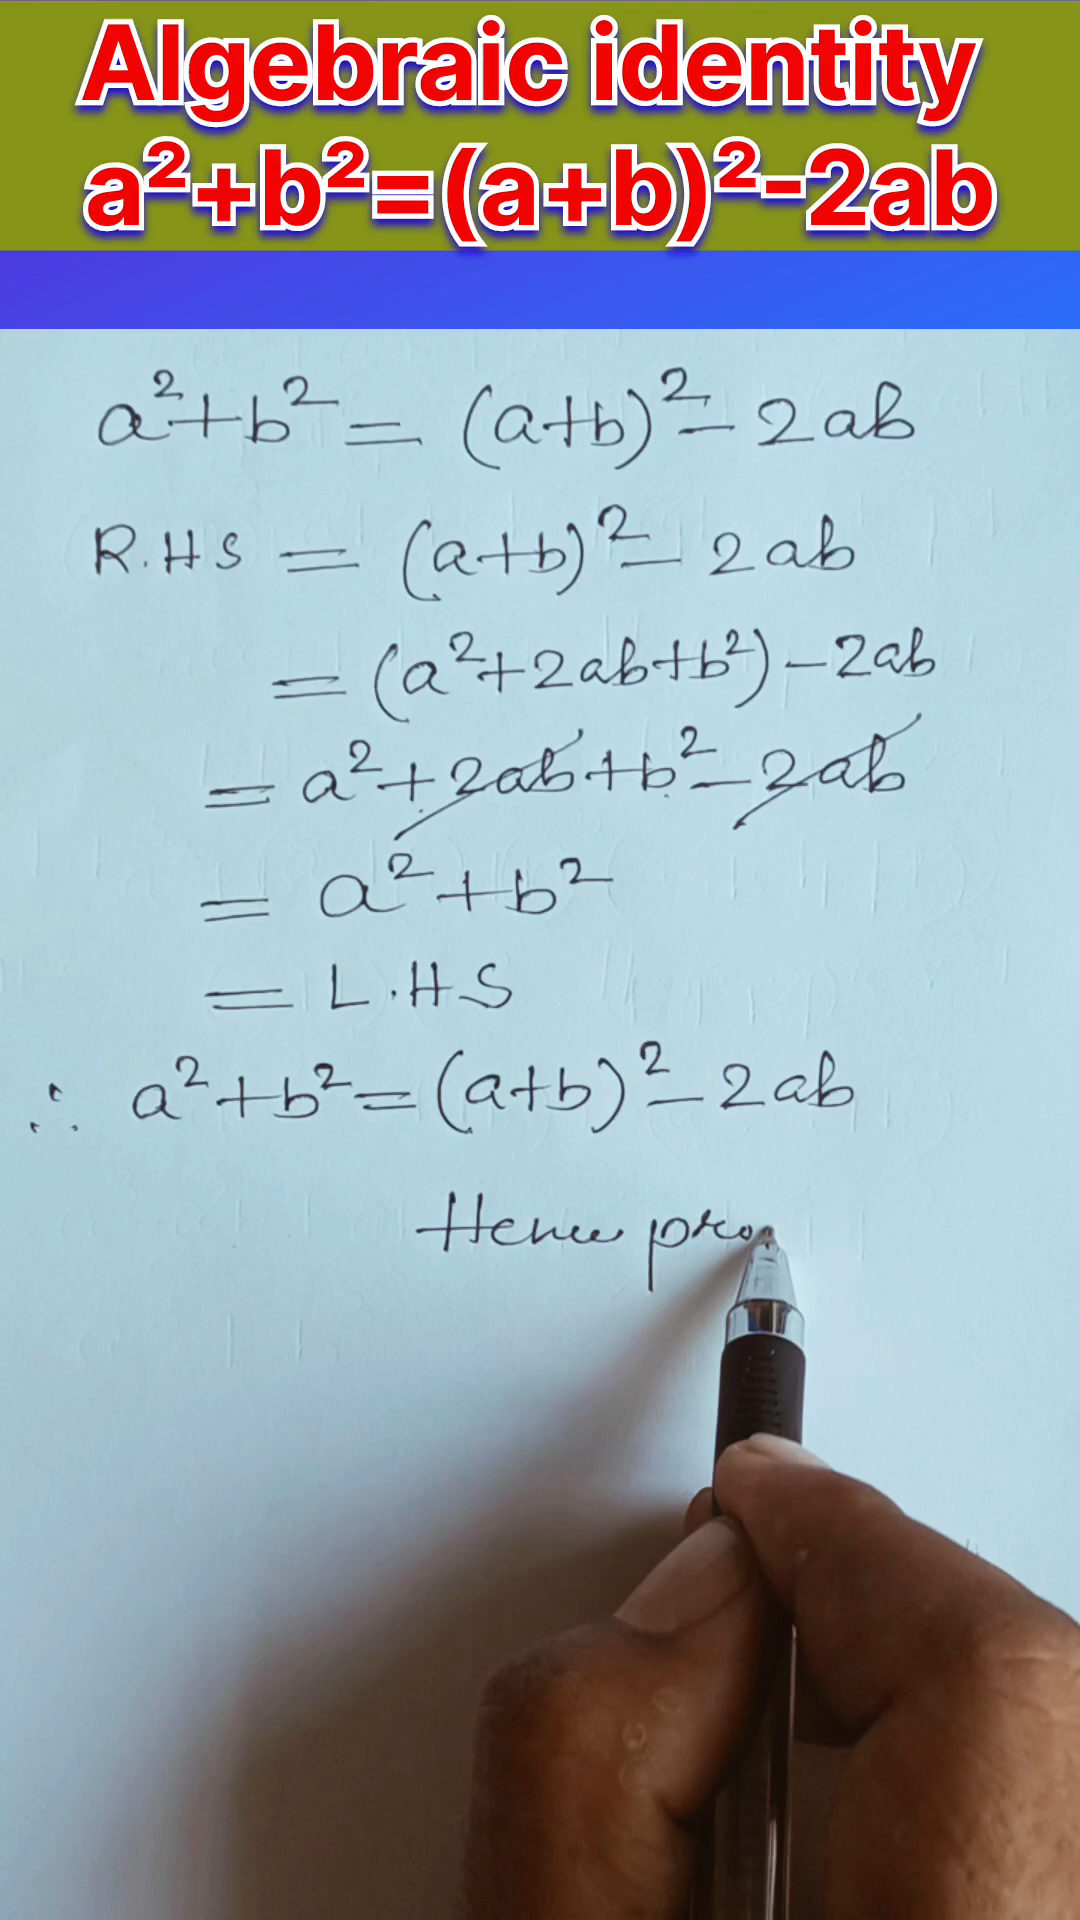 Algebraic identity
a²+b²=(a+b)²-2ab
a²+b² = (a+b)² - 2ab
R.HS = (a+b)² - 2ab
= (a²+2ab+b²) - 2ab
= a²+2ab+b² - 2ab
= a²+b²
= L.HS
∴ a²+b² = (a+b)² - 2ab
Hence pro